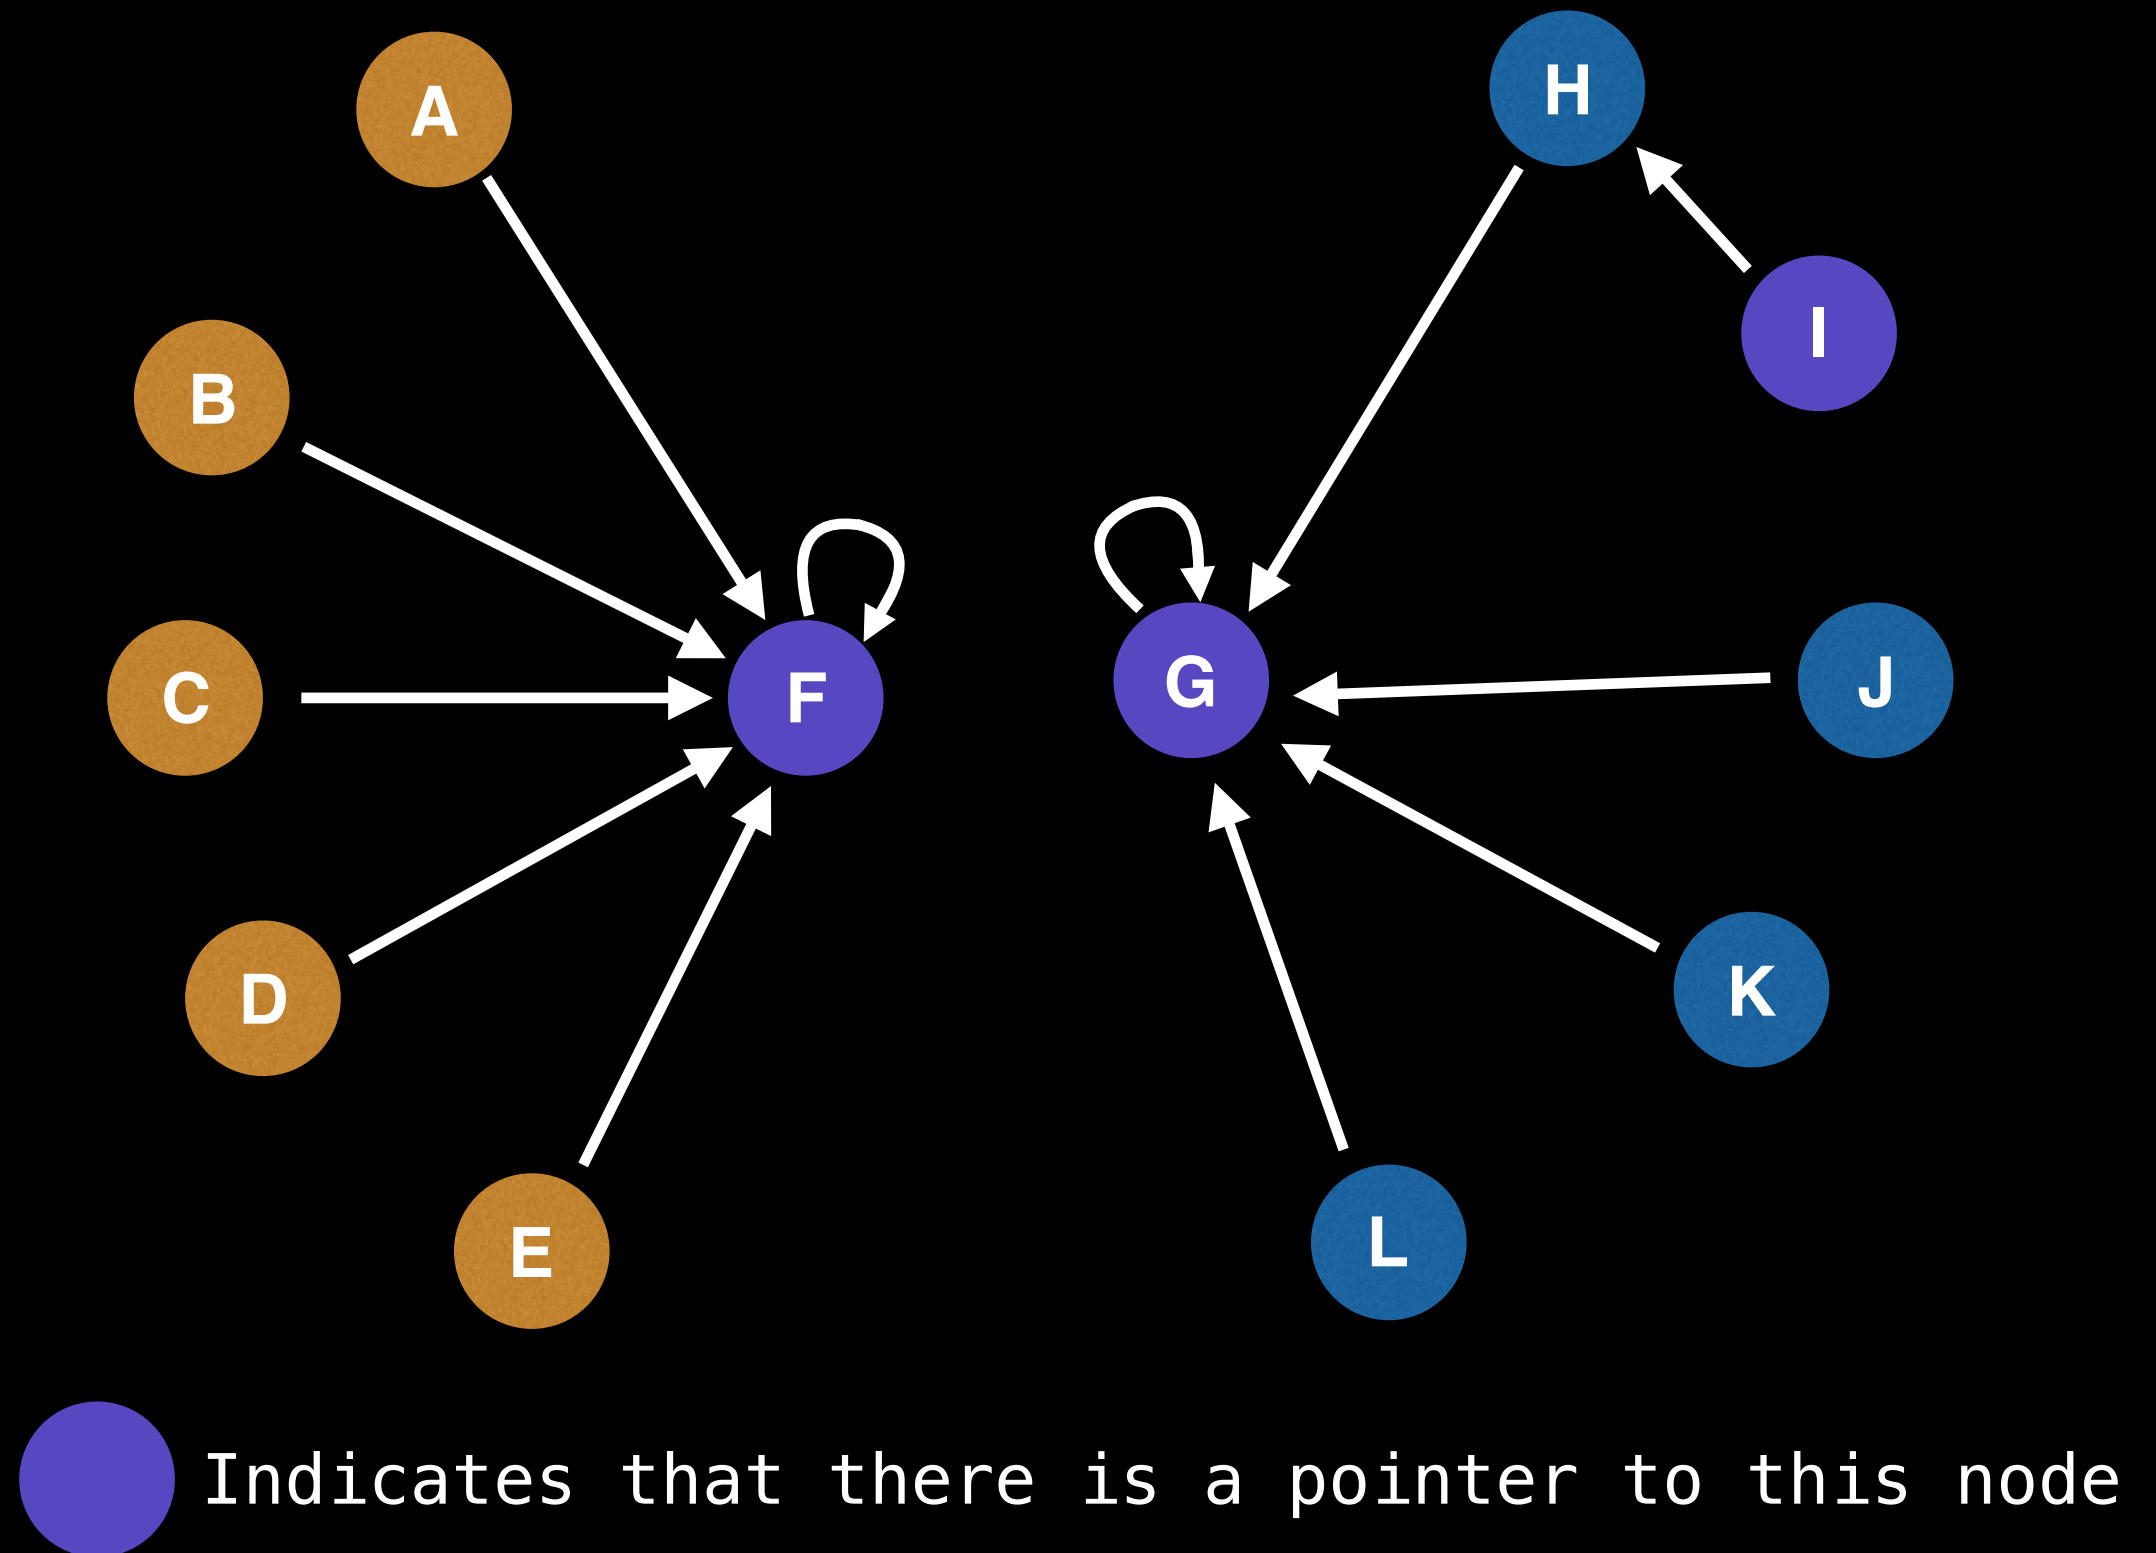 A
H
B
I
C
F
G
J
D
K
E
L
Indicates that there is a pointer to this node